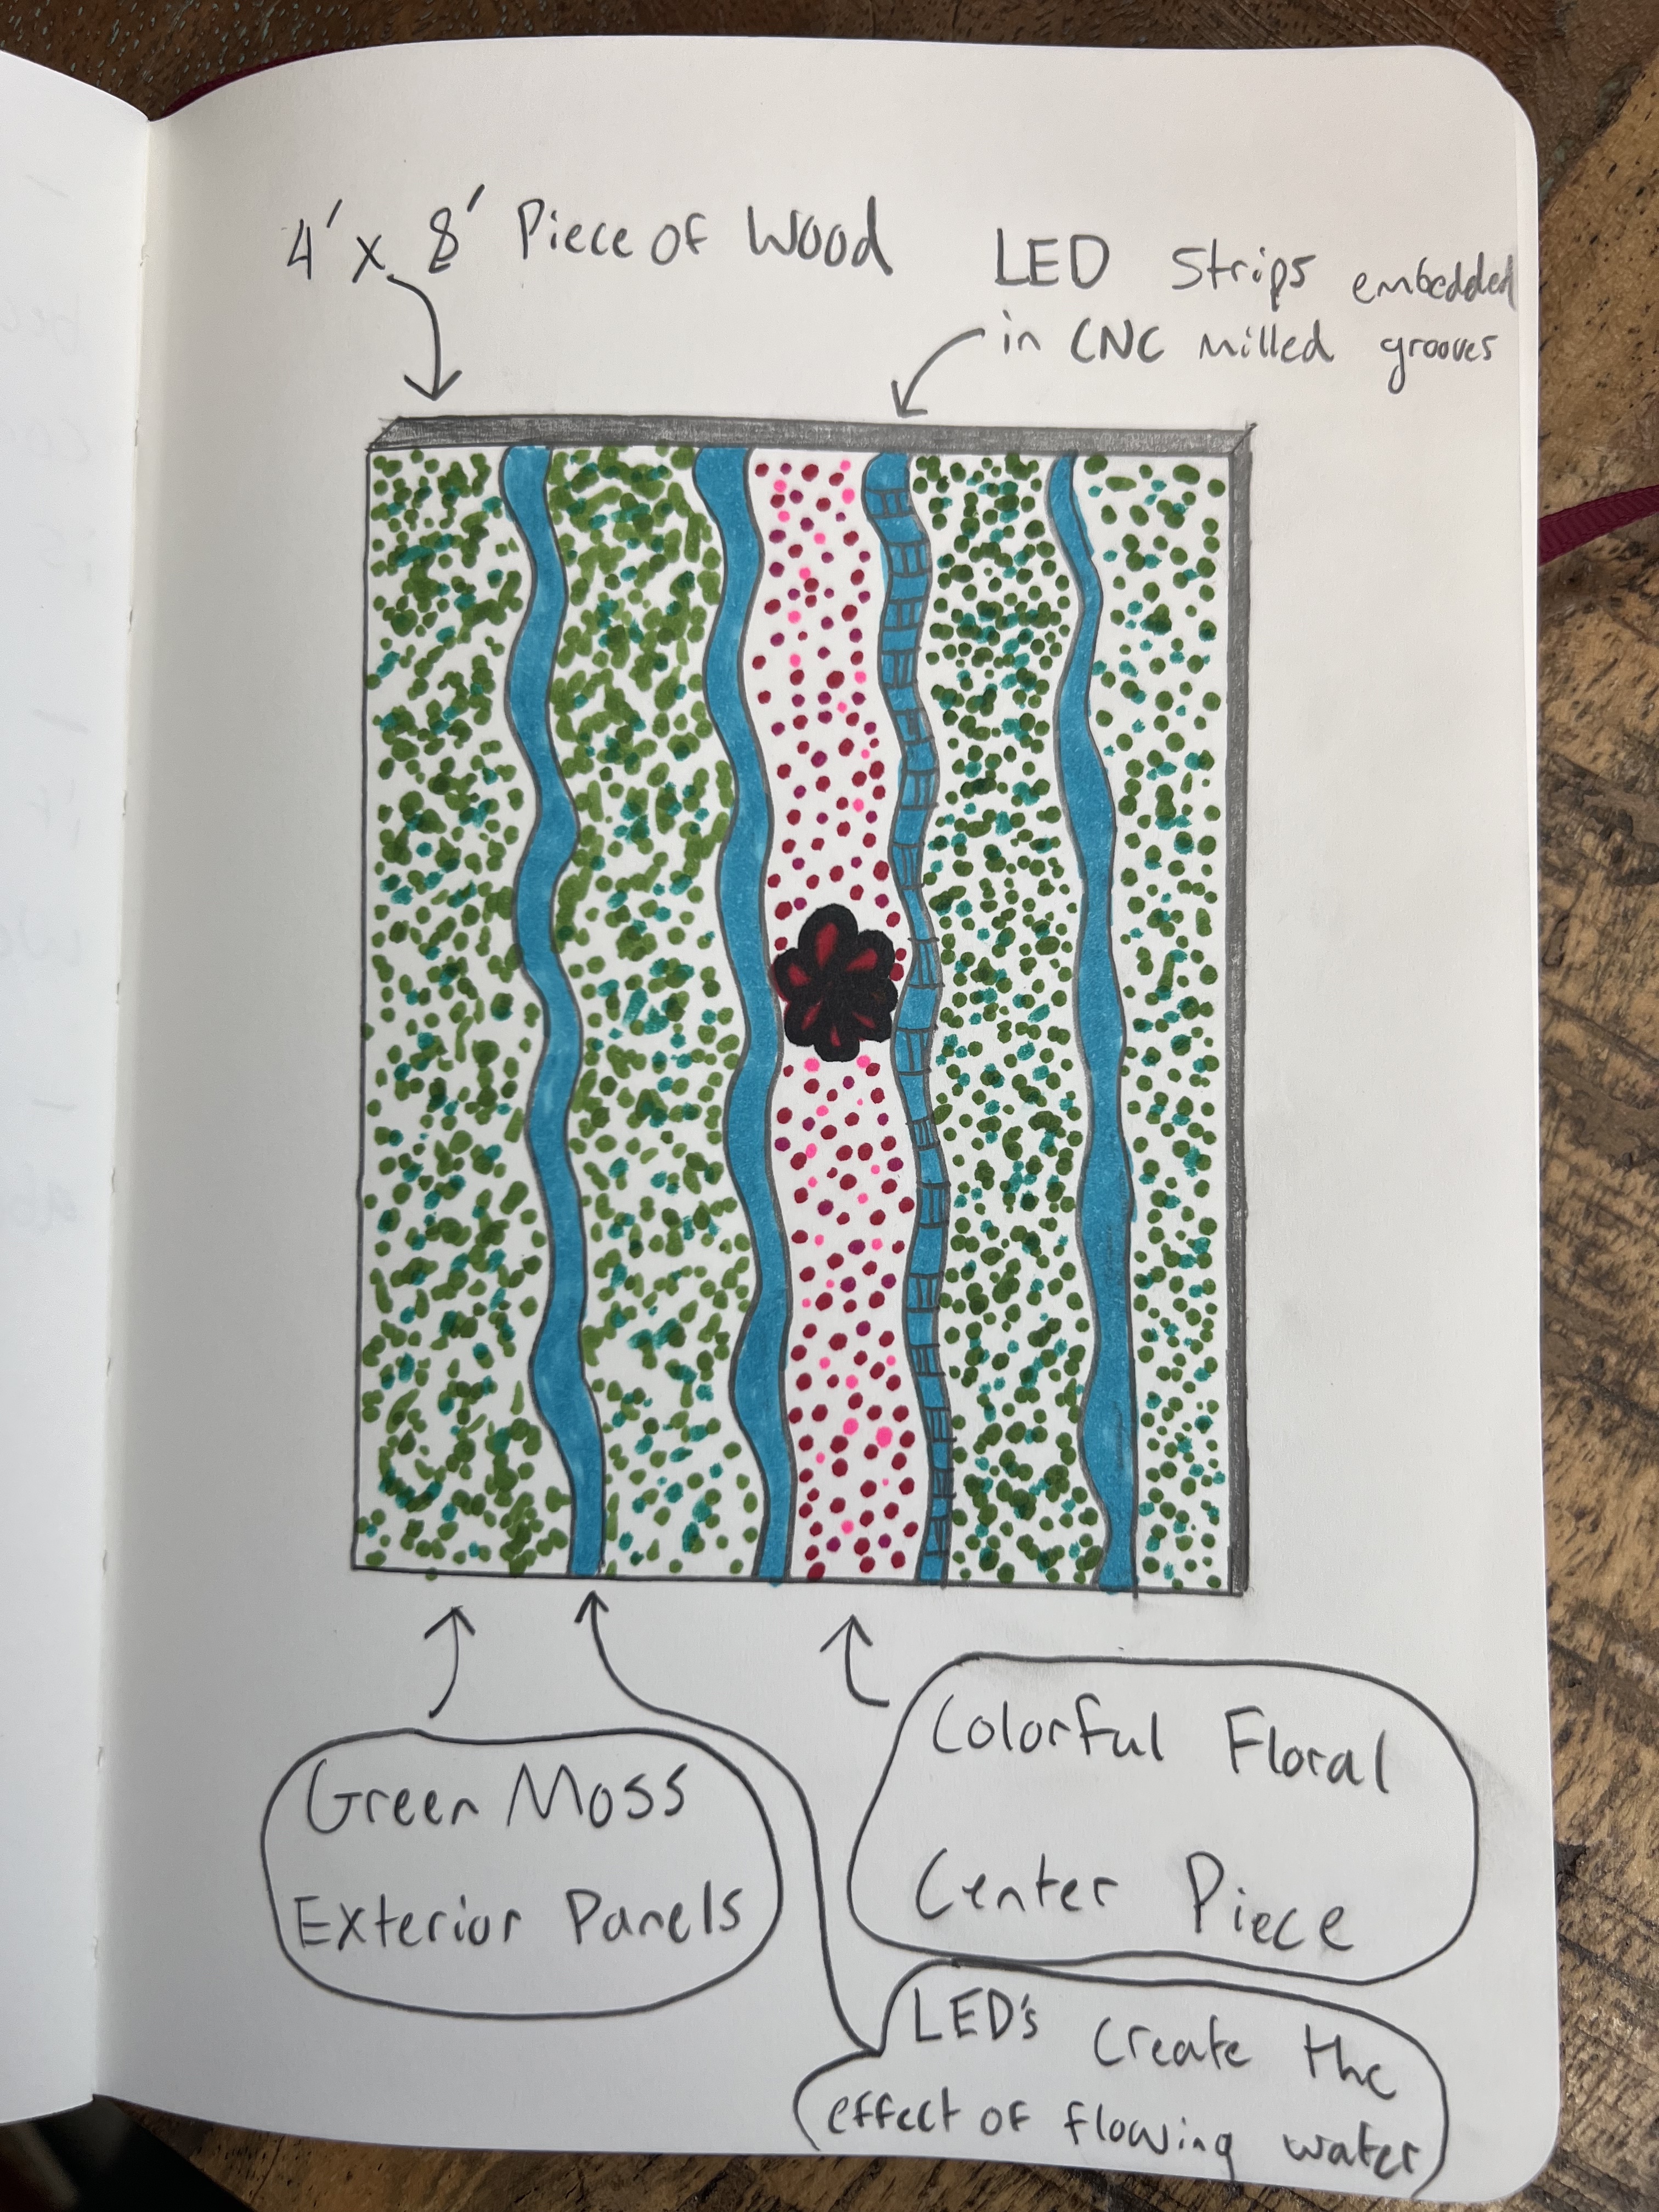 4' x 8' Piece of Wood
LED Strips embedded
in CNC milled grooves
Green Moss
Exterior Panels
Colorful Floral
Center Piece
LED's create the
effect of flowing water